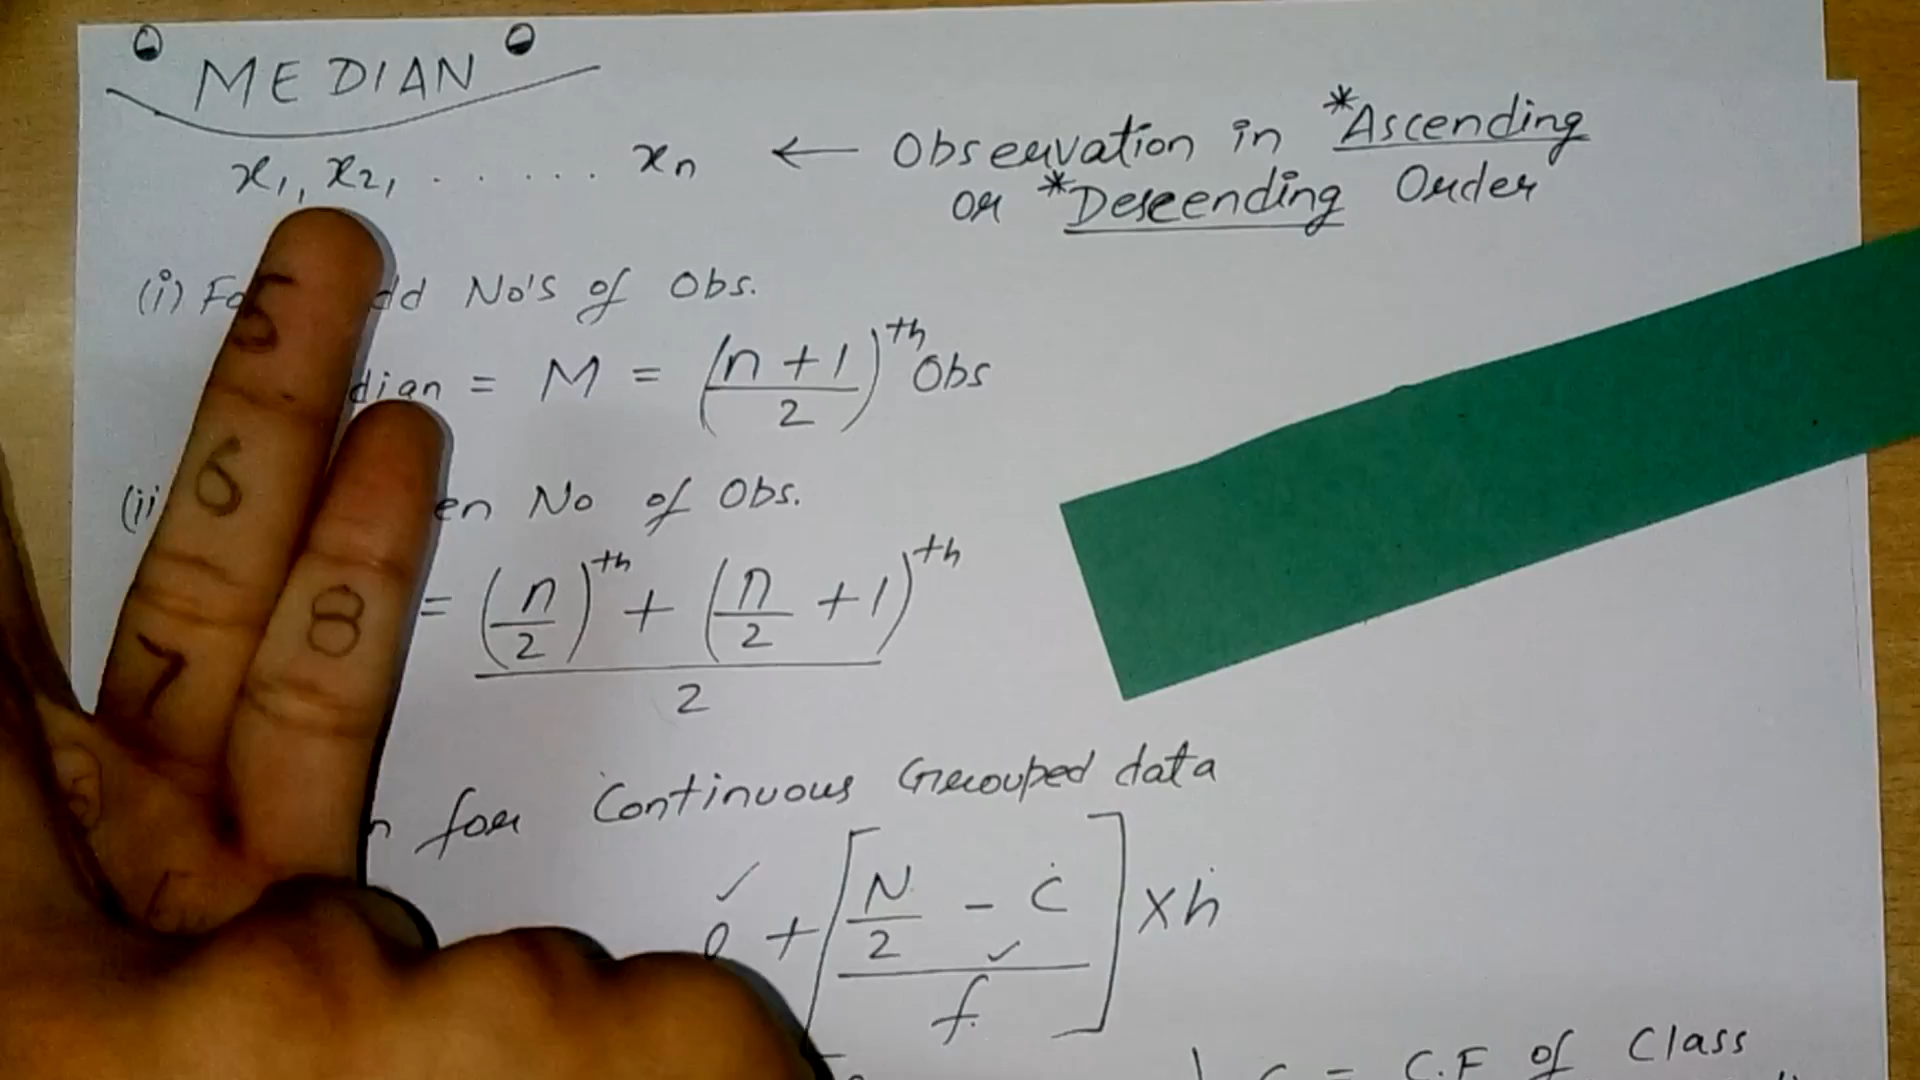 MEDIAN
x1, x2, . . . . . . xn ← Observation in *Ascending
or *Descending Order
(i) dd No's of Obs.
dian = M = (n + 1 / 2)th Obs
(ii en No of Obs.
= (n/2)th + (n/2 + 1)th
2
n for Continuous Grouped data
l + [N/2 - C / f] × h
C = C.F of Class
5
6
7
8